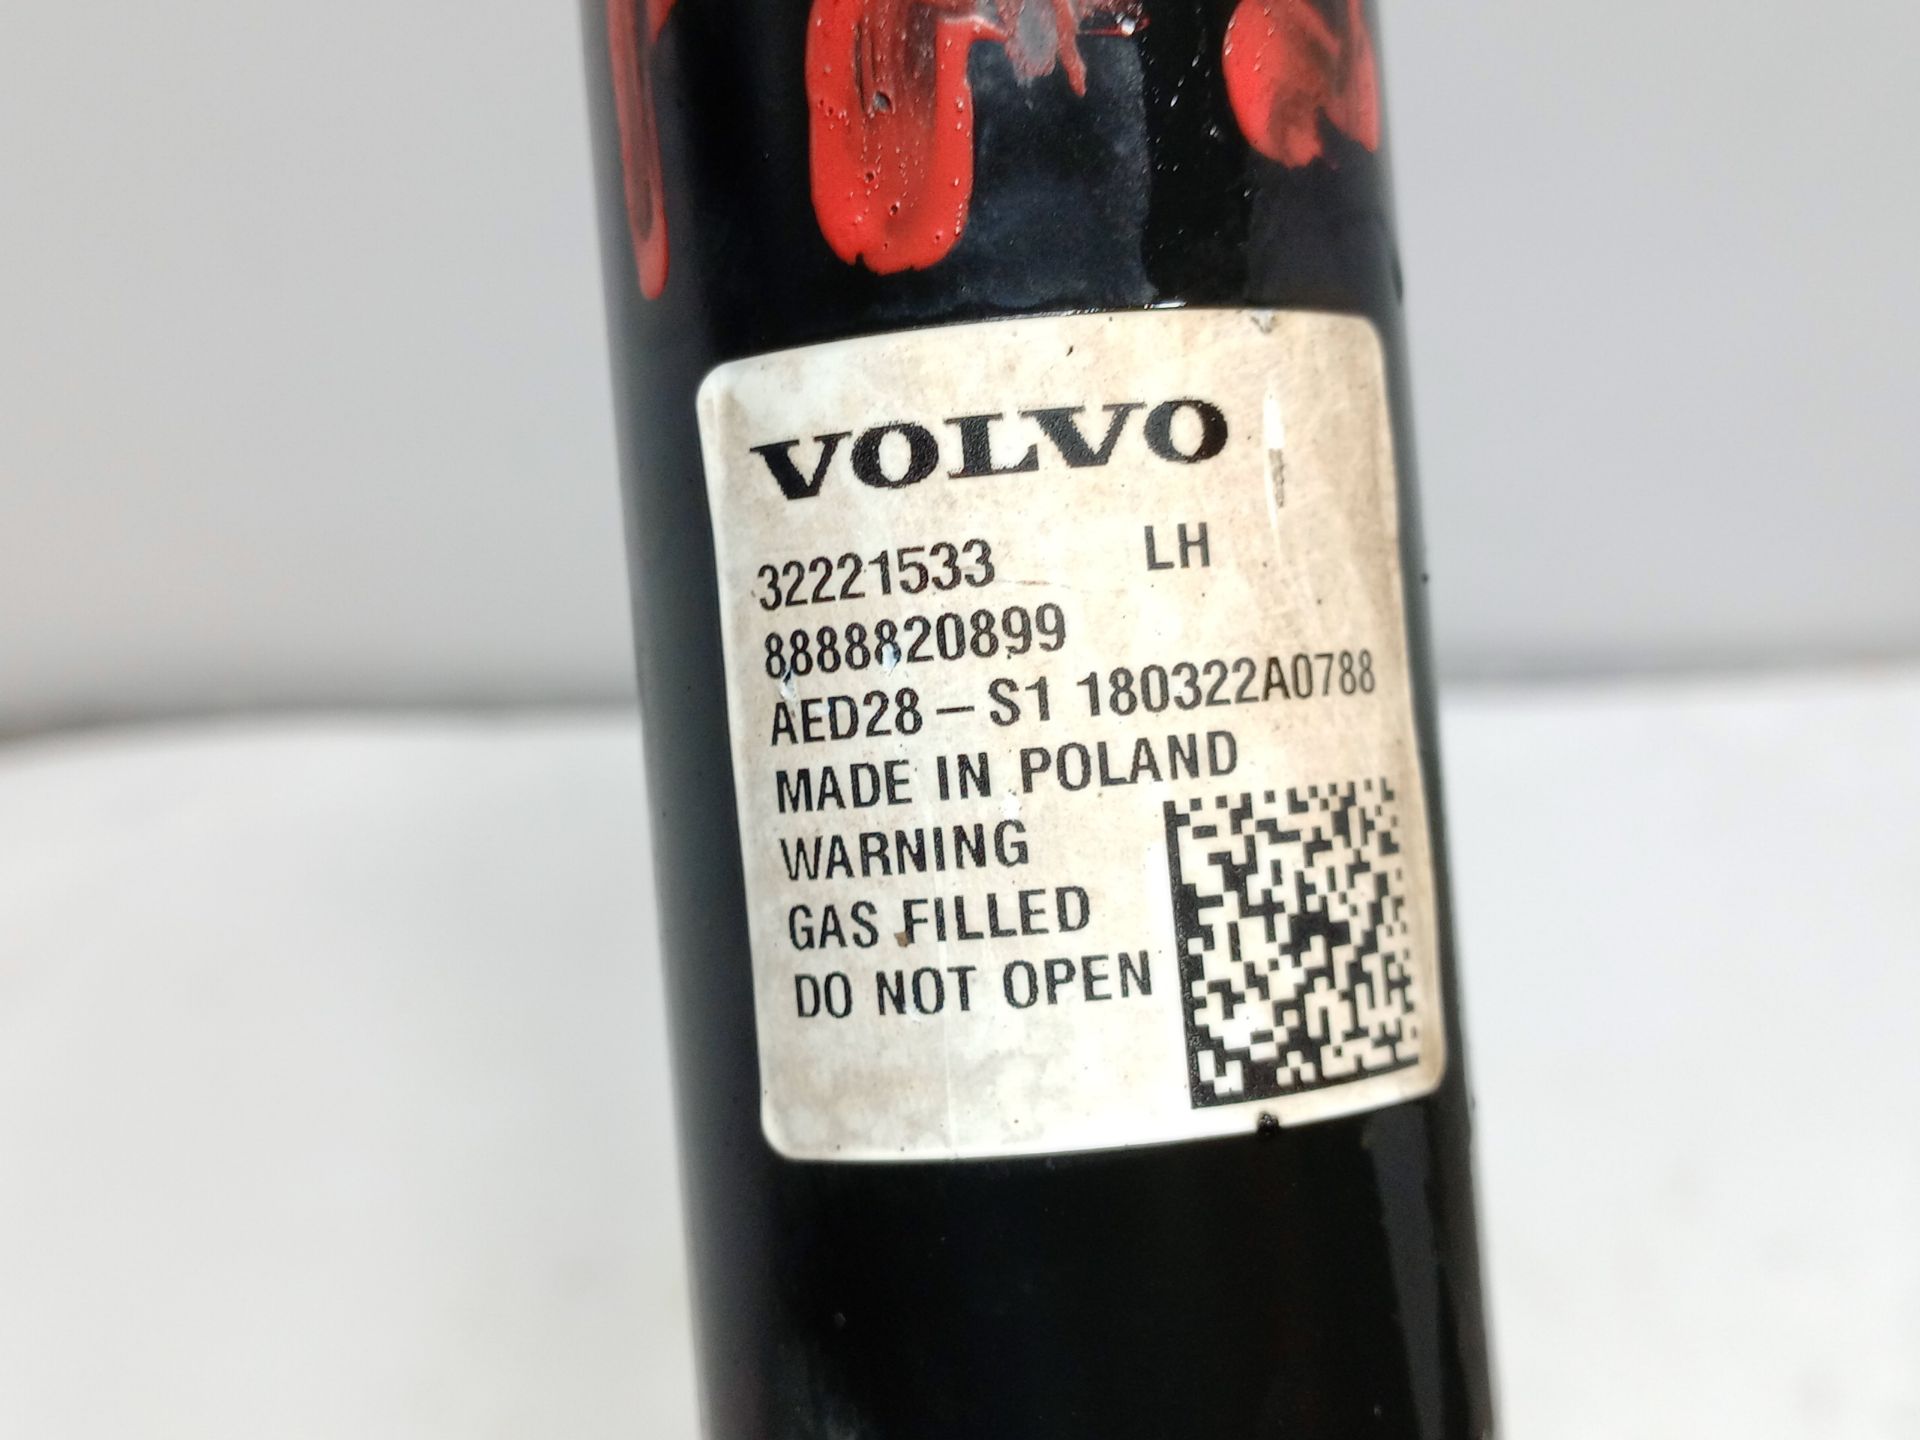 VOLVO
32221533 LH
8888820899
AED28-S1 180322A0788
MADE IN POLAND
WARNING
GAS FILLED
DO NOT OPEN